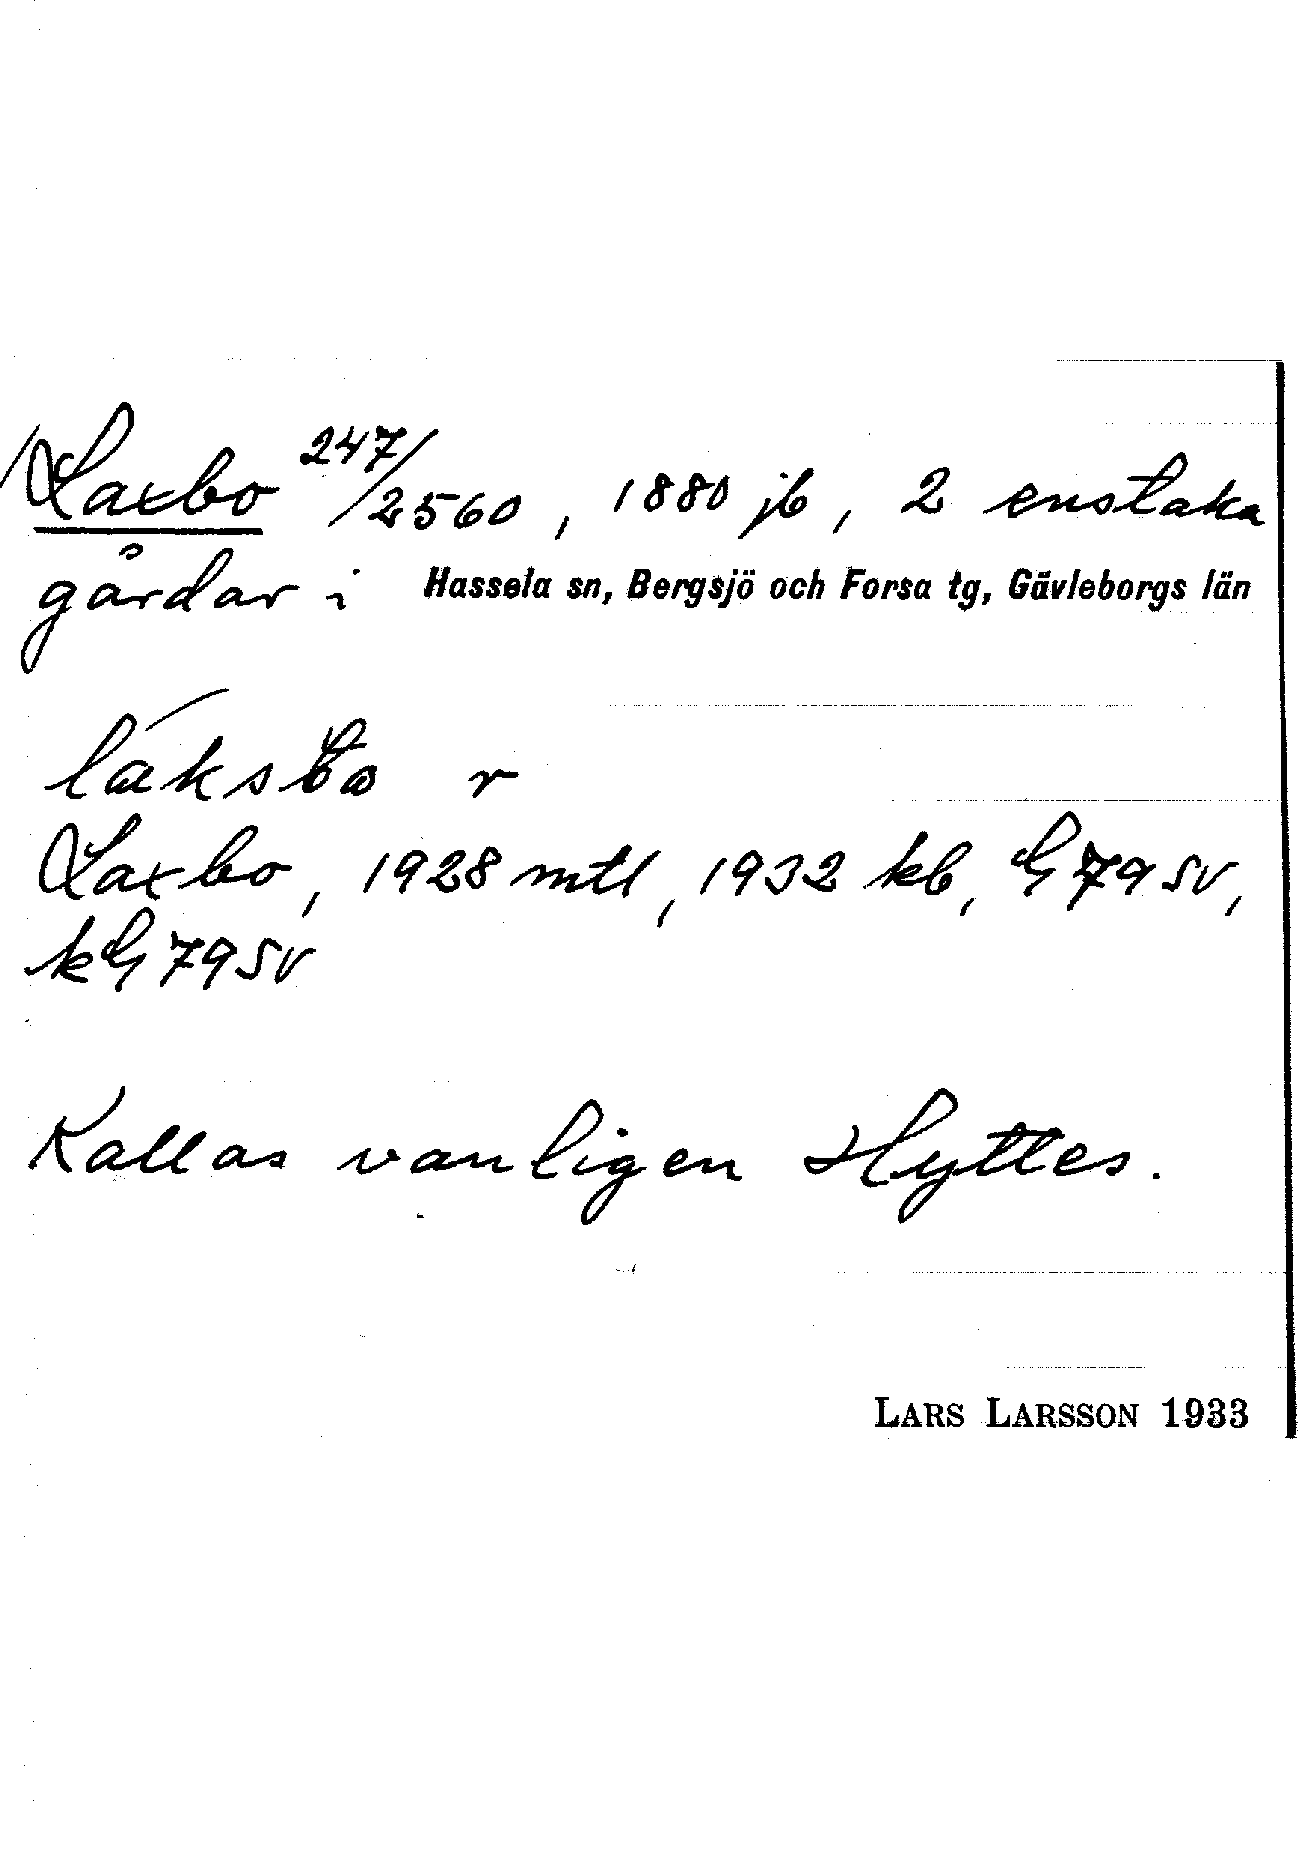 Laxbo 247/2560, 1880 jb, 2 enstaka
gårdar i Hassela sn, Bergsjö och Forsa tg, Gävleborgs län
láksbω r
Laxbo, 1928 mtl, 1932 kb, G 79 SV,
kG 79 SV
Kallas vanligen Hyttes.
LARS LARSSON 1933